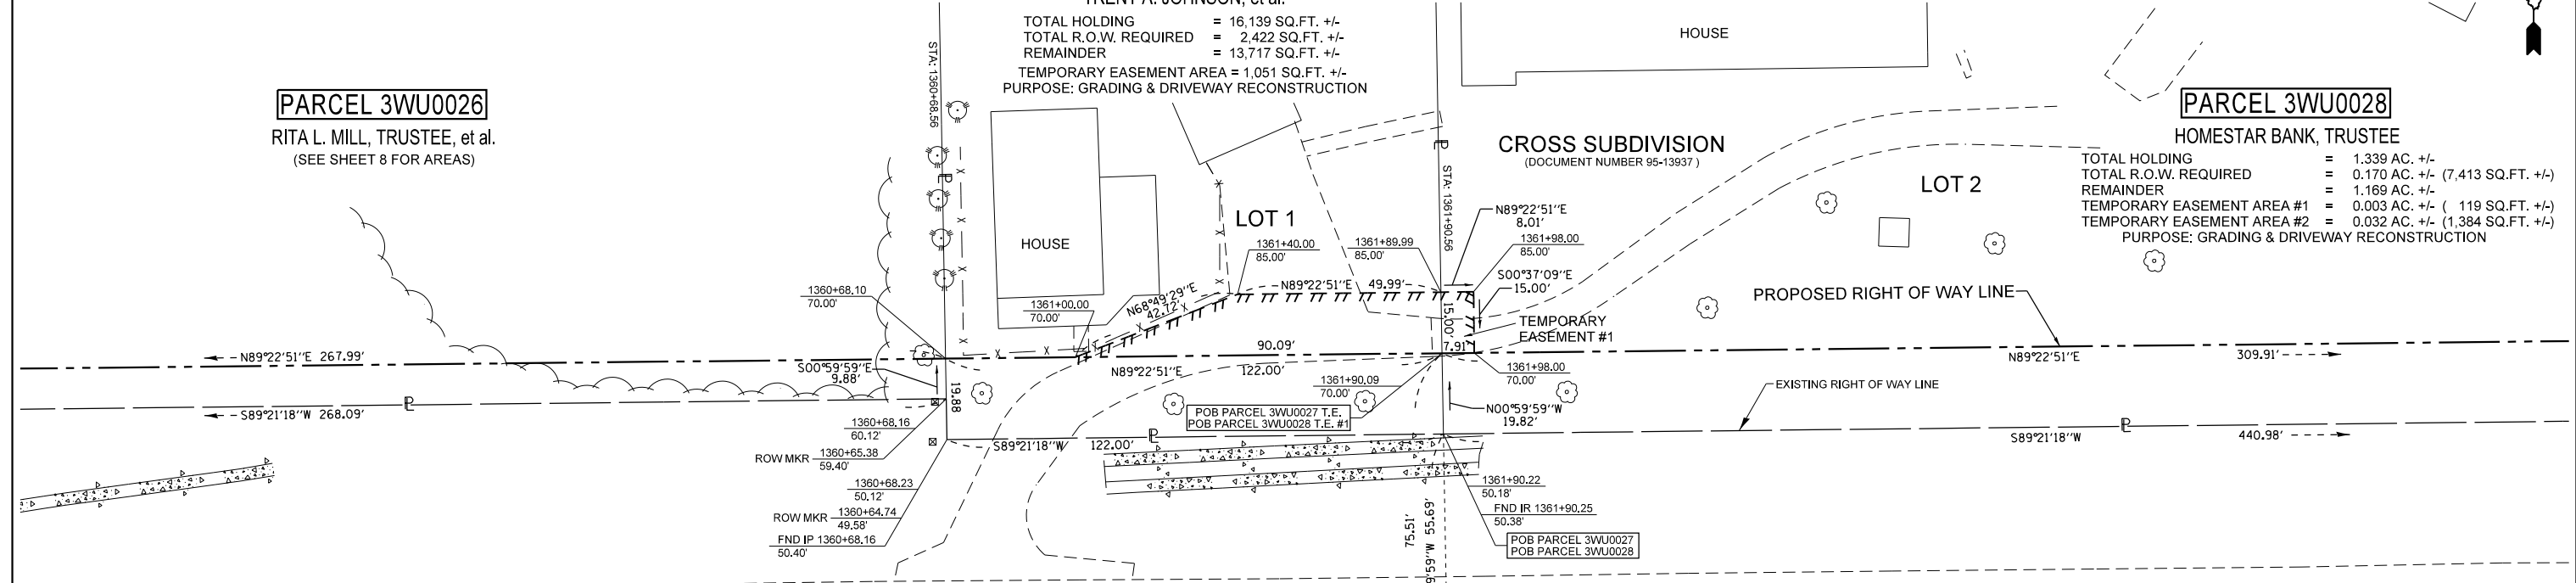 TRENT A. JOHNSON, et al.
TOTAL HOLDING = 16,139 SQ.FT. +/-
TOTAL R.O.W. REQUIRED = 2,422 SQ.FT. +/-
REMAINDER = 13,717 SQ.FT. +/-
TEMPORARY EASEMENT AREA = 1,051 SQ.FT. +/-
PURPOSE: GRADING & DRIVEWAY RECONSTRUCTION
STA: 1360+68.56
PARCEL 3WU0026
RITA L. MILL, TRUSTEE, et al.
(SEE SHEET 8 FOR AREAS)
HOUSE
PARCEL 3WU0028
HOMESTAR BANK, TRUSTEE
TOTAL HOLDING = 1.339 AC. +/-
TOTAL R.O.W. REQUIRED = 0.170 AC. +/- (7,413 SQ.FT. +/-)
REMAINDER = 1.169 AC. +/-
TEMPORARY EASEMENT AREA #1 = 0.003 AC. +/- ( 119 SQ.FT. +/-)
TEMPORARY EASEMENT AREA #2 = 0.032 AC. +/- (1,384 SQ.FT. +/-)
PURPOSE: GRADING & DRIVEWAY RECONSTRUCTION
CROSS SUBDIVISION
(DOCUMENT NUMBER 95-13937 )
STA: 1361+90.56
LOT 2
LOT 1
HOUSE
N89°22'51"E
8.01'
1361+40.00
85.00'
1361+89.99
85.00'
1361+98.00
85.00'
S00°37'09"E
15.00'
N89°22'51"E 49.99'
1360+68.10
70.00'
1361+00.00
70.00'
N68°49'29"E
42.72'
15.00'
PROPOSED RIGHT OF WAY LINE
TEMPORARY
EASEMENT #1
N89°22'51"E 267.99'
90.09'
7.91'
N89°22'51"E
309.91'
S00°59'59"E
9.88'
N89°22'51"E
122.00'
1361+98.00
70.00'
1361+90.09
70.00'
EXISTING RIGHT OF WAY LINE
19.88
S89°21'18"W 268.09'
POB PARCEL 3WU0027 T.E.
POB PARCEL 3WU0028 T.E. #1
N00°59'59"W
19.82'
1360+68.16
60.12'
S89°21'18"W 122.00'
S89°21'18"W
440.98'
ROW MKR 1360+65.38
59.40'
1360+68.23
50.12'
1361+90.22
50.18'
ROW MKR 1360+64.74
49.58'
FND IR 1361+90.25
50.38'
FND IP 1360+68.16
50.40'
75.51'
9'59"W 55.69'
POB PARCEL 3WU0027
POB PARCEL 3WU0028